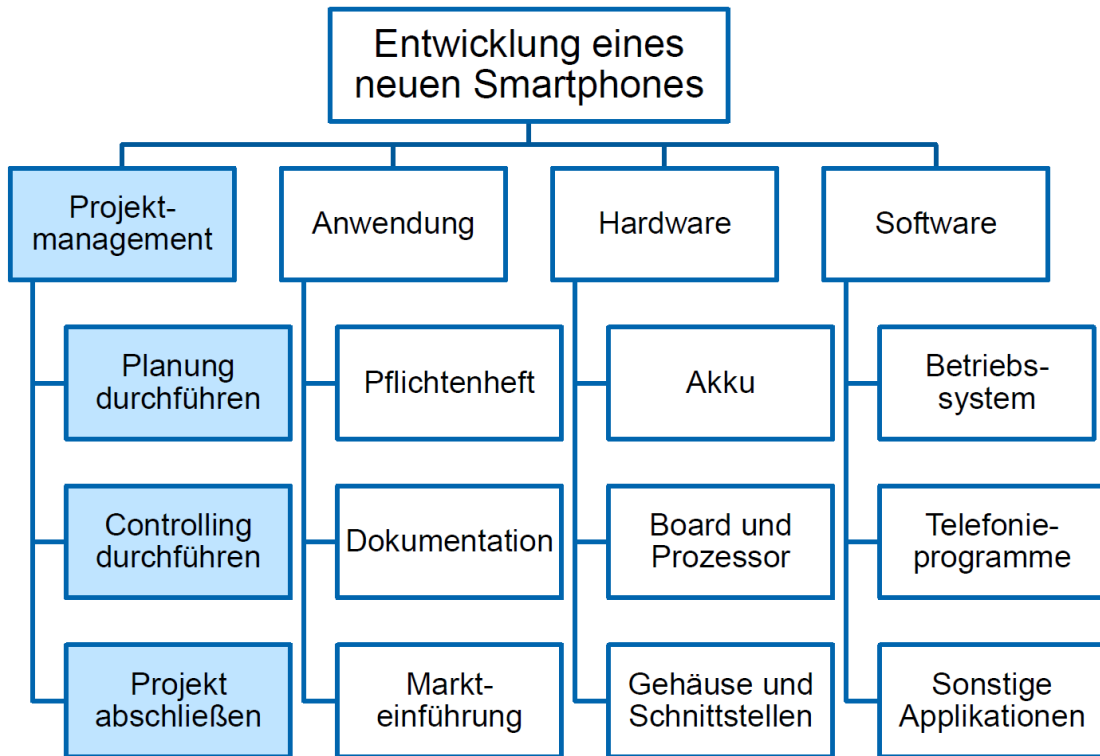 Entwicklung eines
neuen Smartphones
Projekt-
management
Anwendung
Hardware
Software
Planung
durchführen
Pflichtenheft
Akku
Betriebs-
system
Controlling
durchführen
Dokumentation
Board und
Prozessor
Telefonie-
programme
Projekt
abschließen
Markt-
einführung
Gehäuse und
Schnittstellen
Sonstige
Applikationen